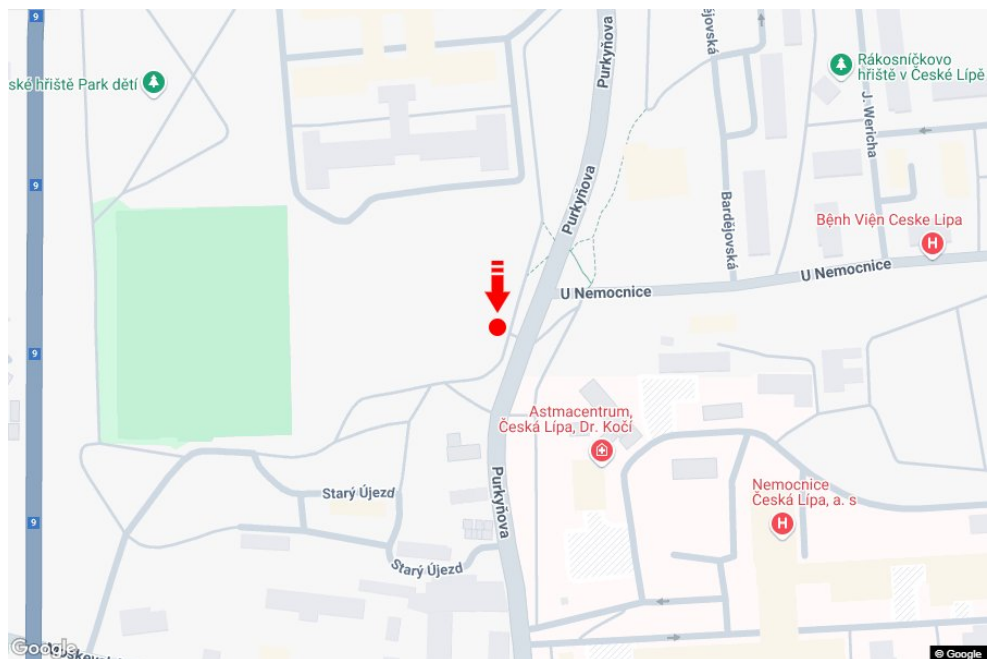 9
ské hřiště Park dětí
Purkyňova
Bardějovská
Rákosníčkovo
hřiště v České Lípě
J. Wericha
9
Purkyňova
Bardějovská
Bệnh Viện Ceske Lipa
H
U Nemocnice
U Nemocnice
9
Astmacentrum,
Česká Lípa, Dr. Kočí
Purkyňova
Starý Újezd
Nemocnice
Česká Lípa, a. s
H
9
Starý Újezd
Google
© Google